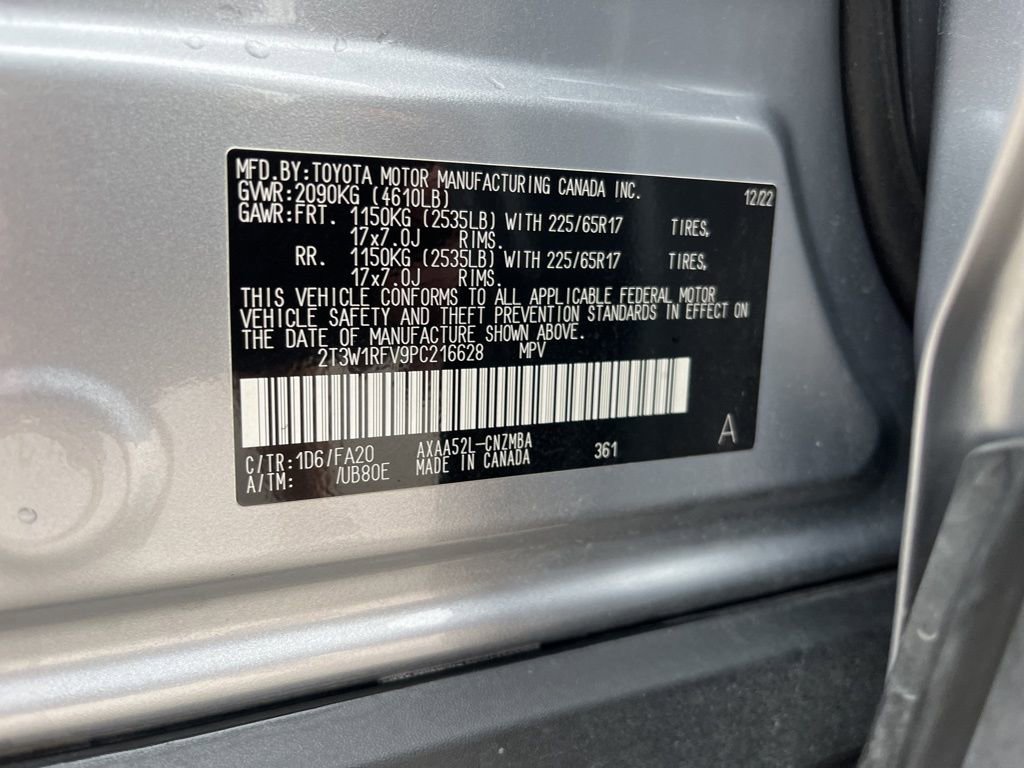 MFD.BY:TOYOTA MOTOR MANUFACTURING CANADA INC. 12/22
GVWR:2090KG (4610LB)
GAWR:FRT. 1150KG (2535LB) WITH 225/65R17 TIRES,
17x7.0J RIMS.
RR. 1150KG (2535LB) WITH 225/65R17 TIRES,
17x7.0J RIMS.
THIS VEHICLE CONFORMS TO ALL APPLICABLE FEDERAL MOTOR
VEHICLE SAFETY AND THEFT PREVENTION STANDARDS IN EFFECT ON
THE DATE OF MANUFACTURE SHOWN ABOVE.
2T3W1RFV9PC216628 MPV
C/TR:1D6/FA20 AXAA52L-CNZMBA 361 A
A/TM: /UB80E MADE IN CANADA